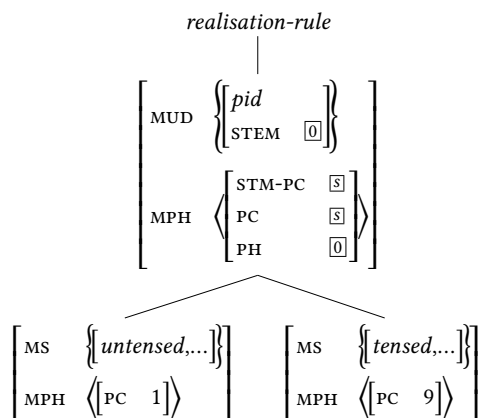 realisation-rule
MUD {[pid
STEM 0]}
MPH ⟨[STM-PC s
PC s
PH 0]⟩
MS {[untensed,…]} MS {[tensed,…]}
MPH ⟨[PC 1]⟩ MPH ⟨[PC 9]⟩